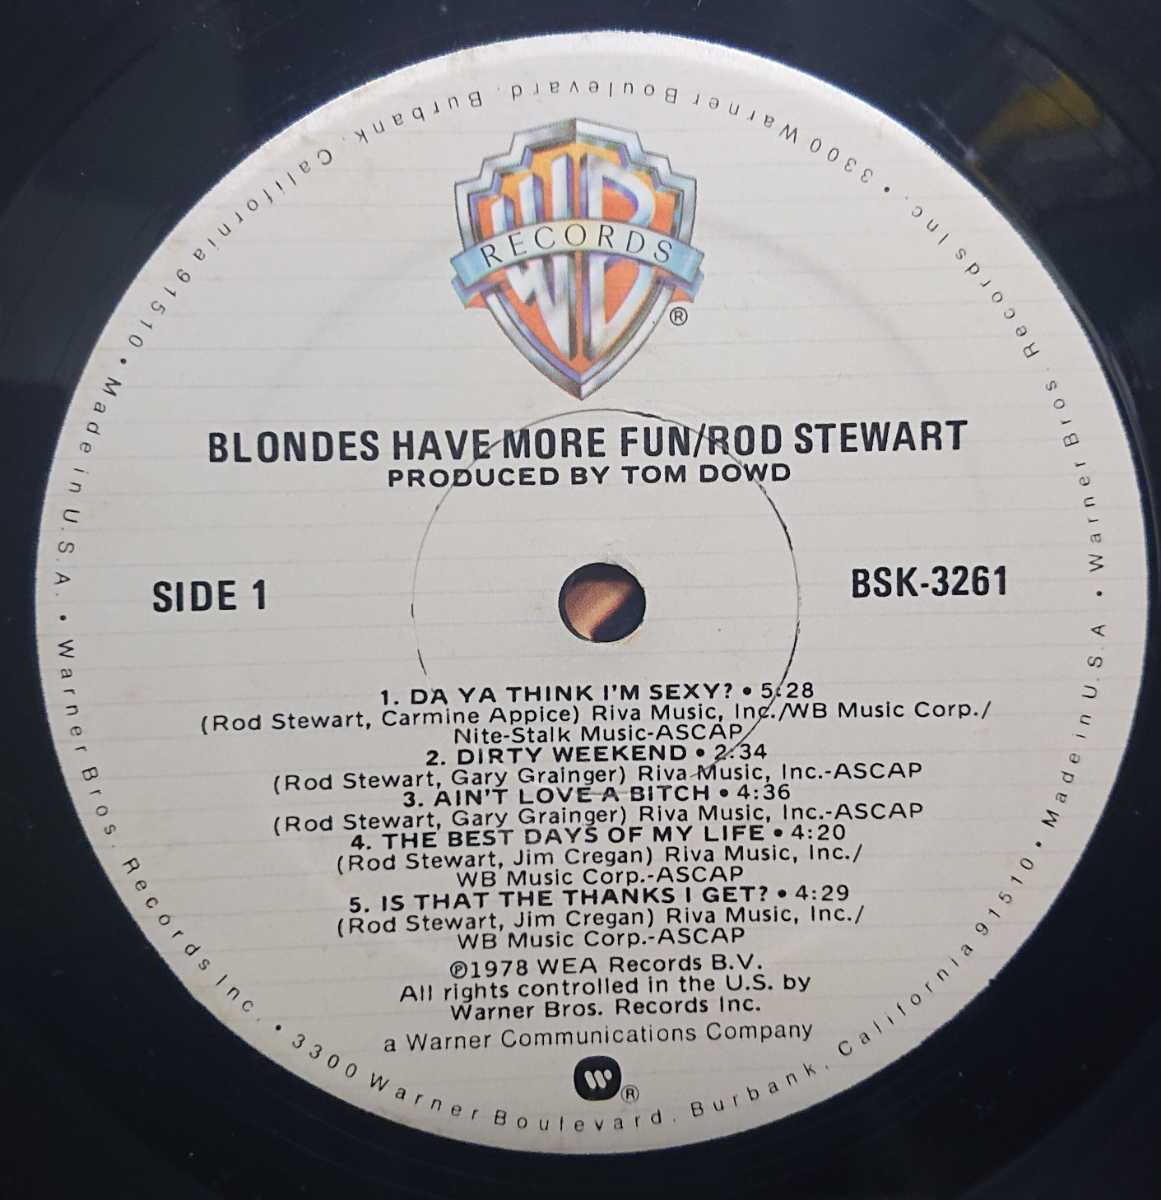 WB
RECORDS
®
BLONDES HAVE MORE FUN/ROD STEWART
PRODUCED BY TOM DOWD
SIDE 1
BSK-3261
1. DA YA THINK I'M SEXY? • 5:28
(Rod Stewart, Carmine Appice) Riva Music, Inc./WB Music Corp./
Nite-Stalk Music-ASCAP
2. DIRTY WEEKEND • 2:34
(Rod Stewart, Gary Grainger) Riva Music, Inc.-ASCAP
3. AIN'T LOVE A BITCH • 4:36
(Rod Stewart, Gary Grainger) Riva Music, Inc.-ASCAP
4. THE BEST DAYS OF MY LIFE • 4:20
(Rod Stewart, Jim Cregan) Riva Music, Inc./
WB Music Corp.-ASCAP
5. IS THAT THE THANKS I GET? • 4:29
(Rod Stewart, Jim Cregan) Riva Music, Inc./
WB Music Corp.-ASCAP
℗1978 WEA Records B.V.
All rights controlled in the U.S. by
Warner Bros. Records Inc.
a Warner Communications Company
®
Warner Bros. Records Inc. • 3300 Warner Boulevard, Burbank, California 91510 • Made in U.S.A. • Warner Bros. Records Inc. • 3300 Warner Boulevard, Burbank, California 91510 • Made in U.S.A. •